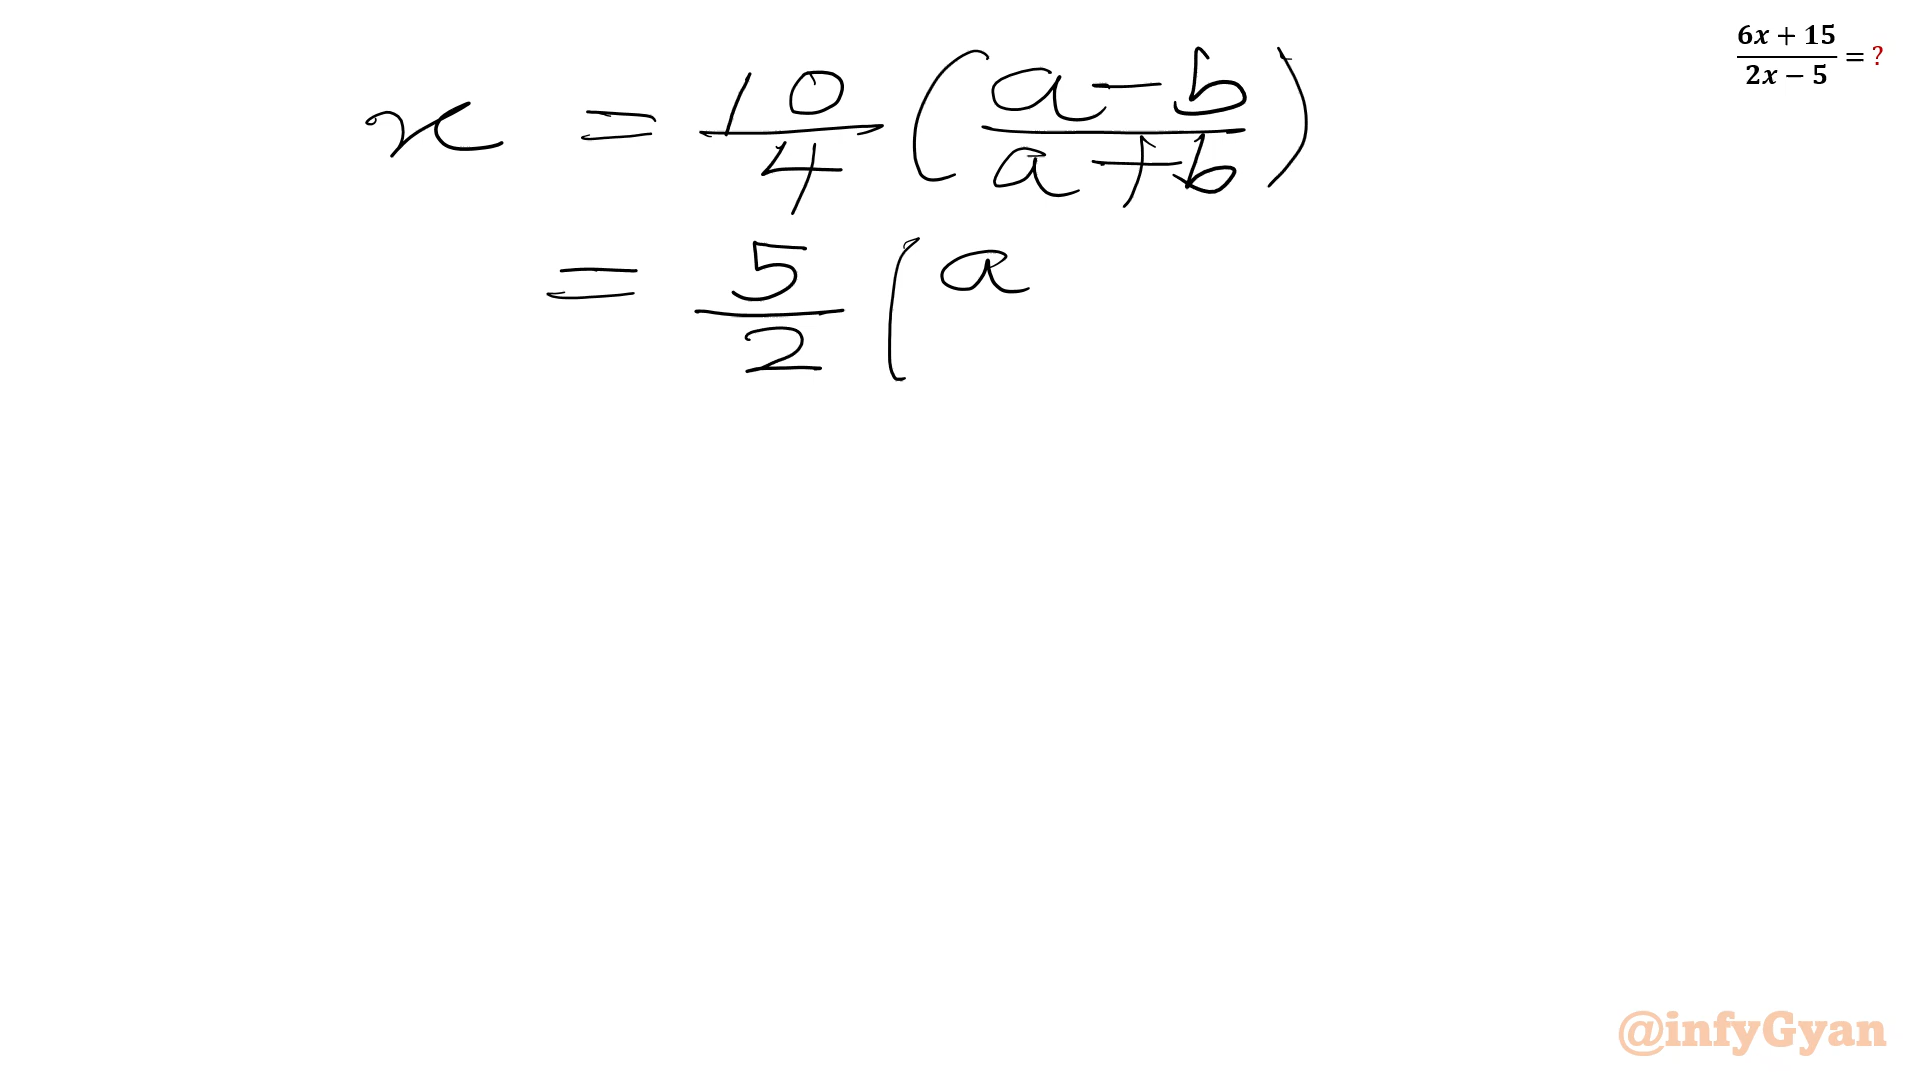 x = 10/4 (a-b/a+b)
= 5/2 (a
6x + 15/2x − 5 = ?
@infyGyan